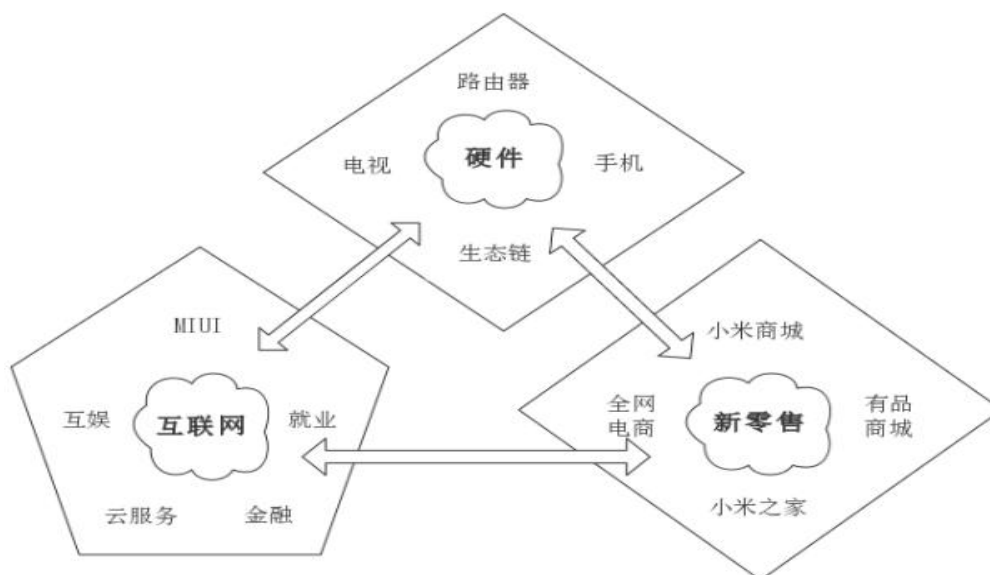 路由器
硬件
电视
手机
生态链
MIUI
互娱
互联网
就业
云服务
金融
小米商城
全网
电商
新零售
有品
商城
小米之家